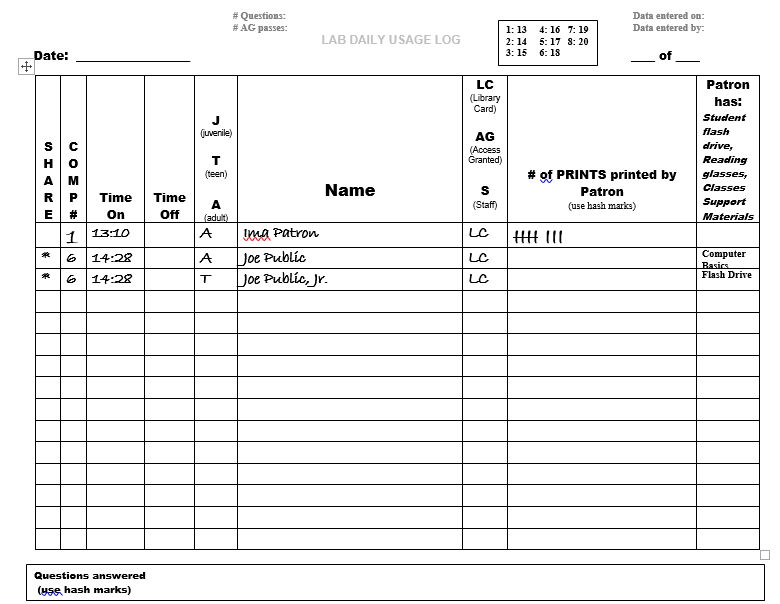 # Questions:
# AG passes:
LAB DAILY USAGE LOG
1: 13 4: 16 7: 19
2: 14 5: 17 8: 20
3: 15 6: 18
Data entered on:
Data entered by:
Date: ____________________
____ of ____
SHARE
COMP#
Time On
Time Off
J
(juvenile)
T
(teen)
A
(adult)
Name
LC
(Library
Card)
AG
(Access
Granted)
S
(Staff)
# of PRINTS printed by
Patron
(use hash marks)
Patron
has:
Student
flash
drive,
Reading
glasses,
Classes
Support
Materials
1 13:10 A Ima Patron LC HHH III
* 6 14:28 A Joe Public LC Computer
Basics
* 6 14:28 T Joe Public, Jr. LC Flash Drive
Questions answered
(use hash marks)